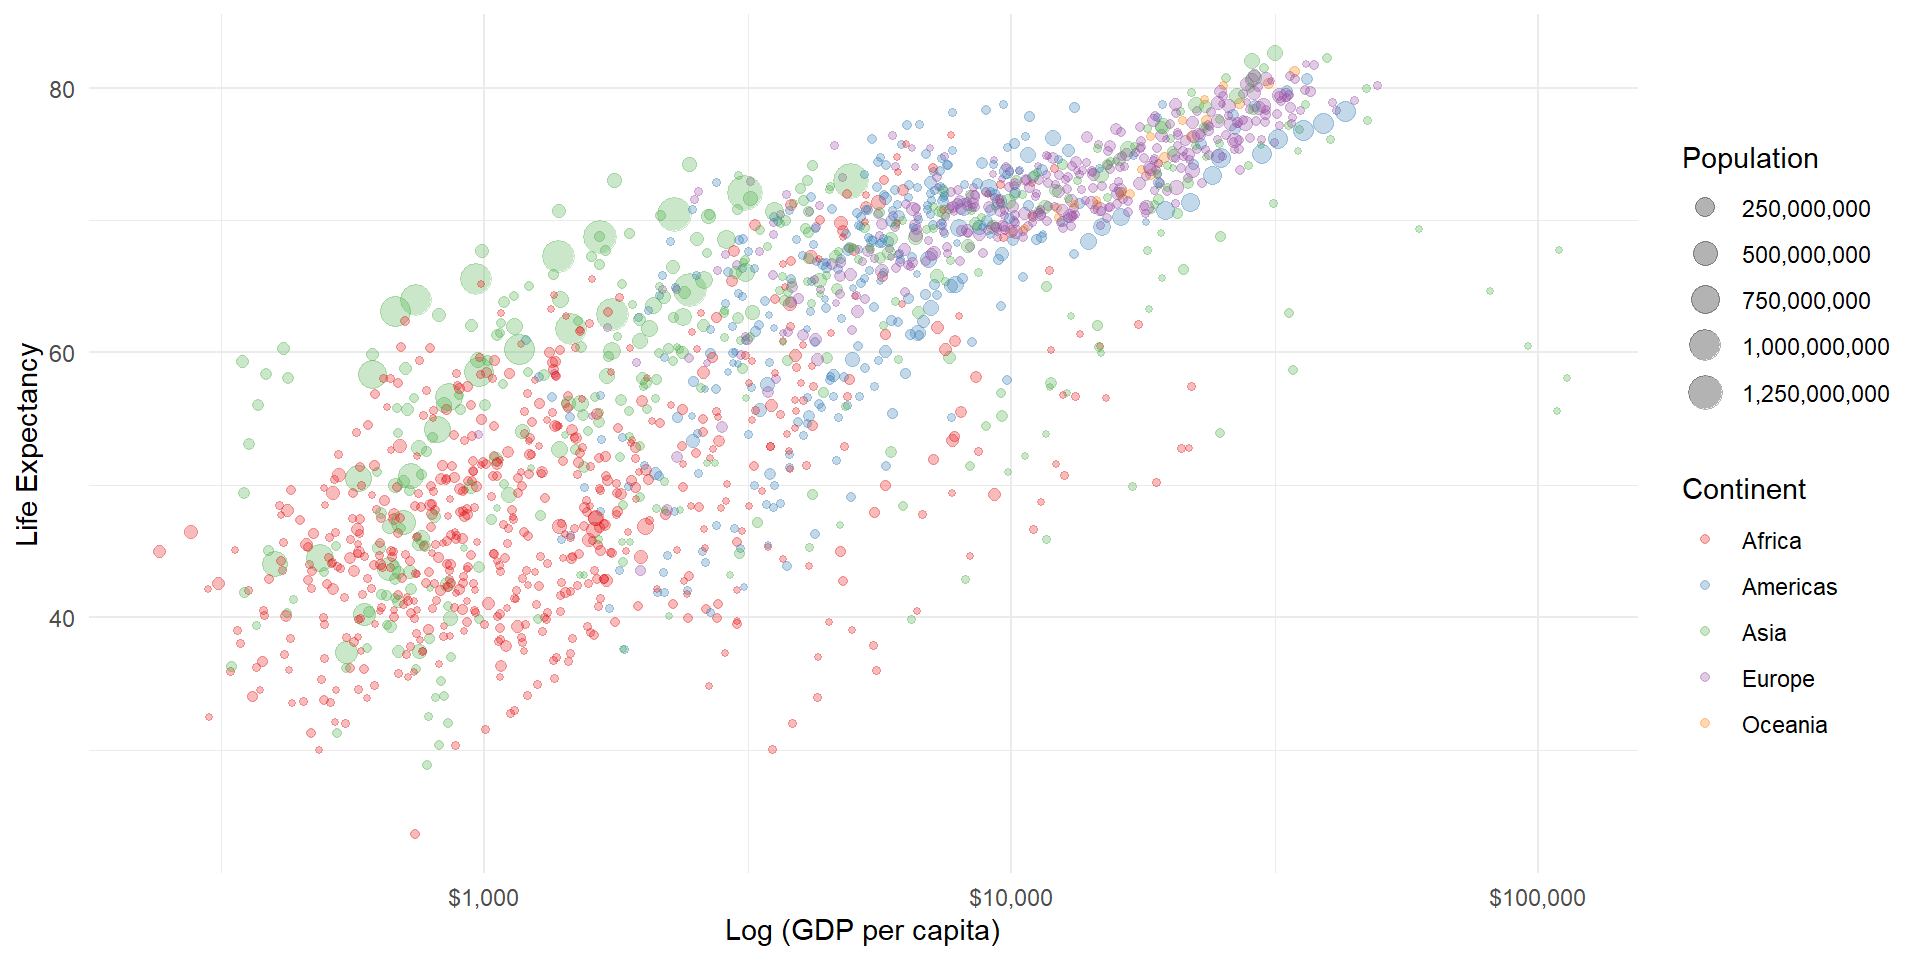 80
60
40
Life Expectancy
$1,000
$10,000
$100,000
Log (GDP per capita)
Population
250,000,000
500,000,000
750,000,000
1,000,000,000
1,250,000,000
Continent
Africa
Americas
Asia
Europe
Oceania